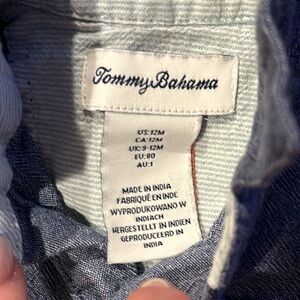 Tommy Bahama
US: 12M
CA: 12M
UK: 9-12M
EU: 80
AU: 1
MADE IN INDIA
FABRIQUÉ EN INDE
WYPRODUKOWANO W
INDIACH
HERGESTELLT IN INDIEN
GEPRODUCEERD IN
INDIA